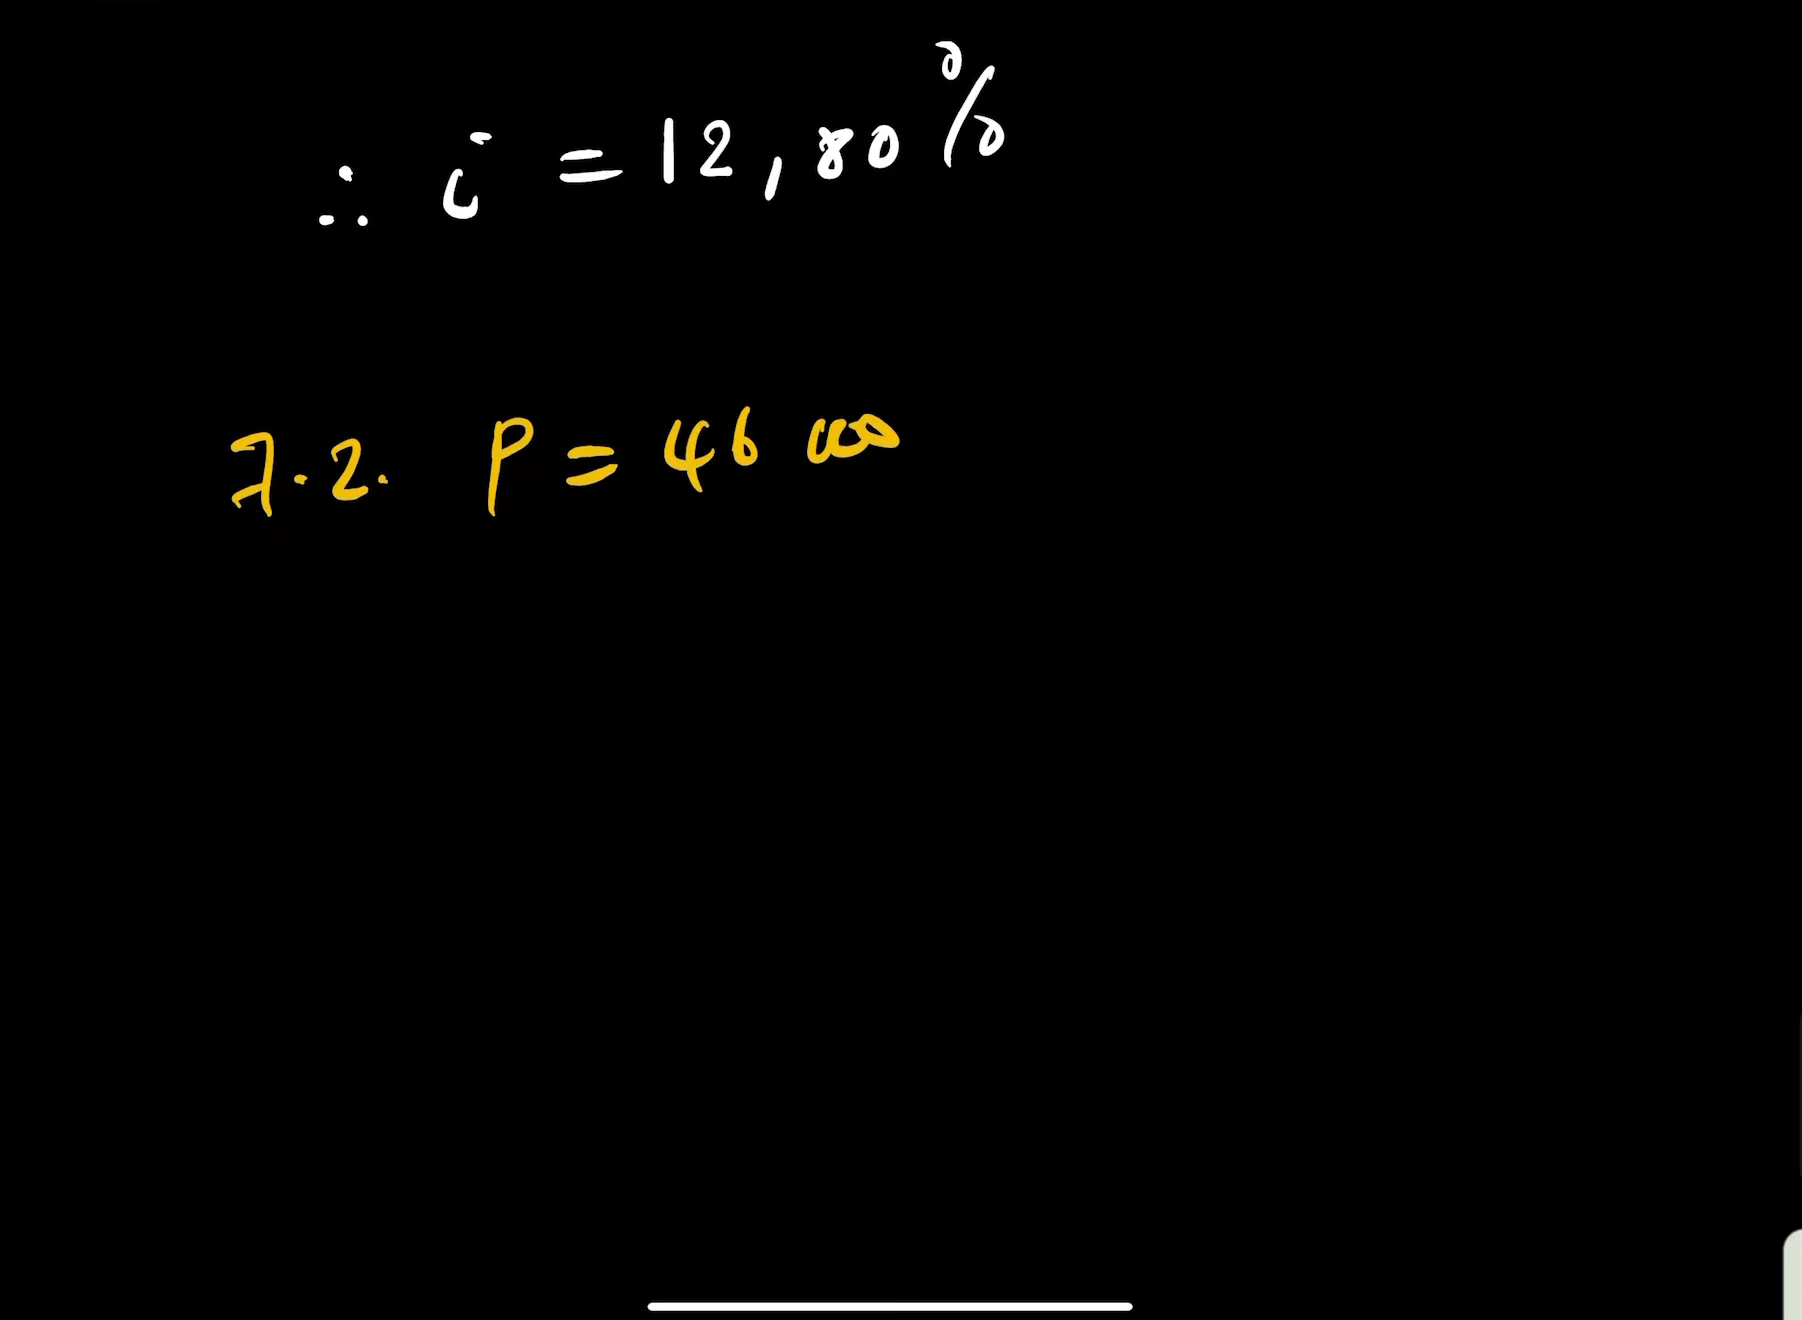 ∴ i = 12,80%
7.2. P = 46 000